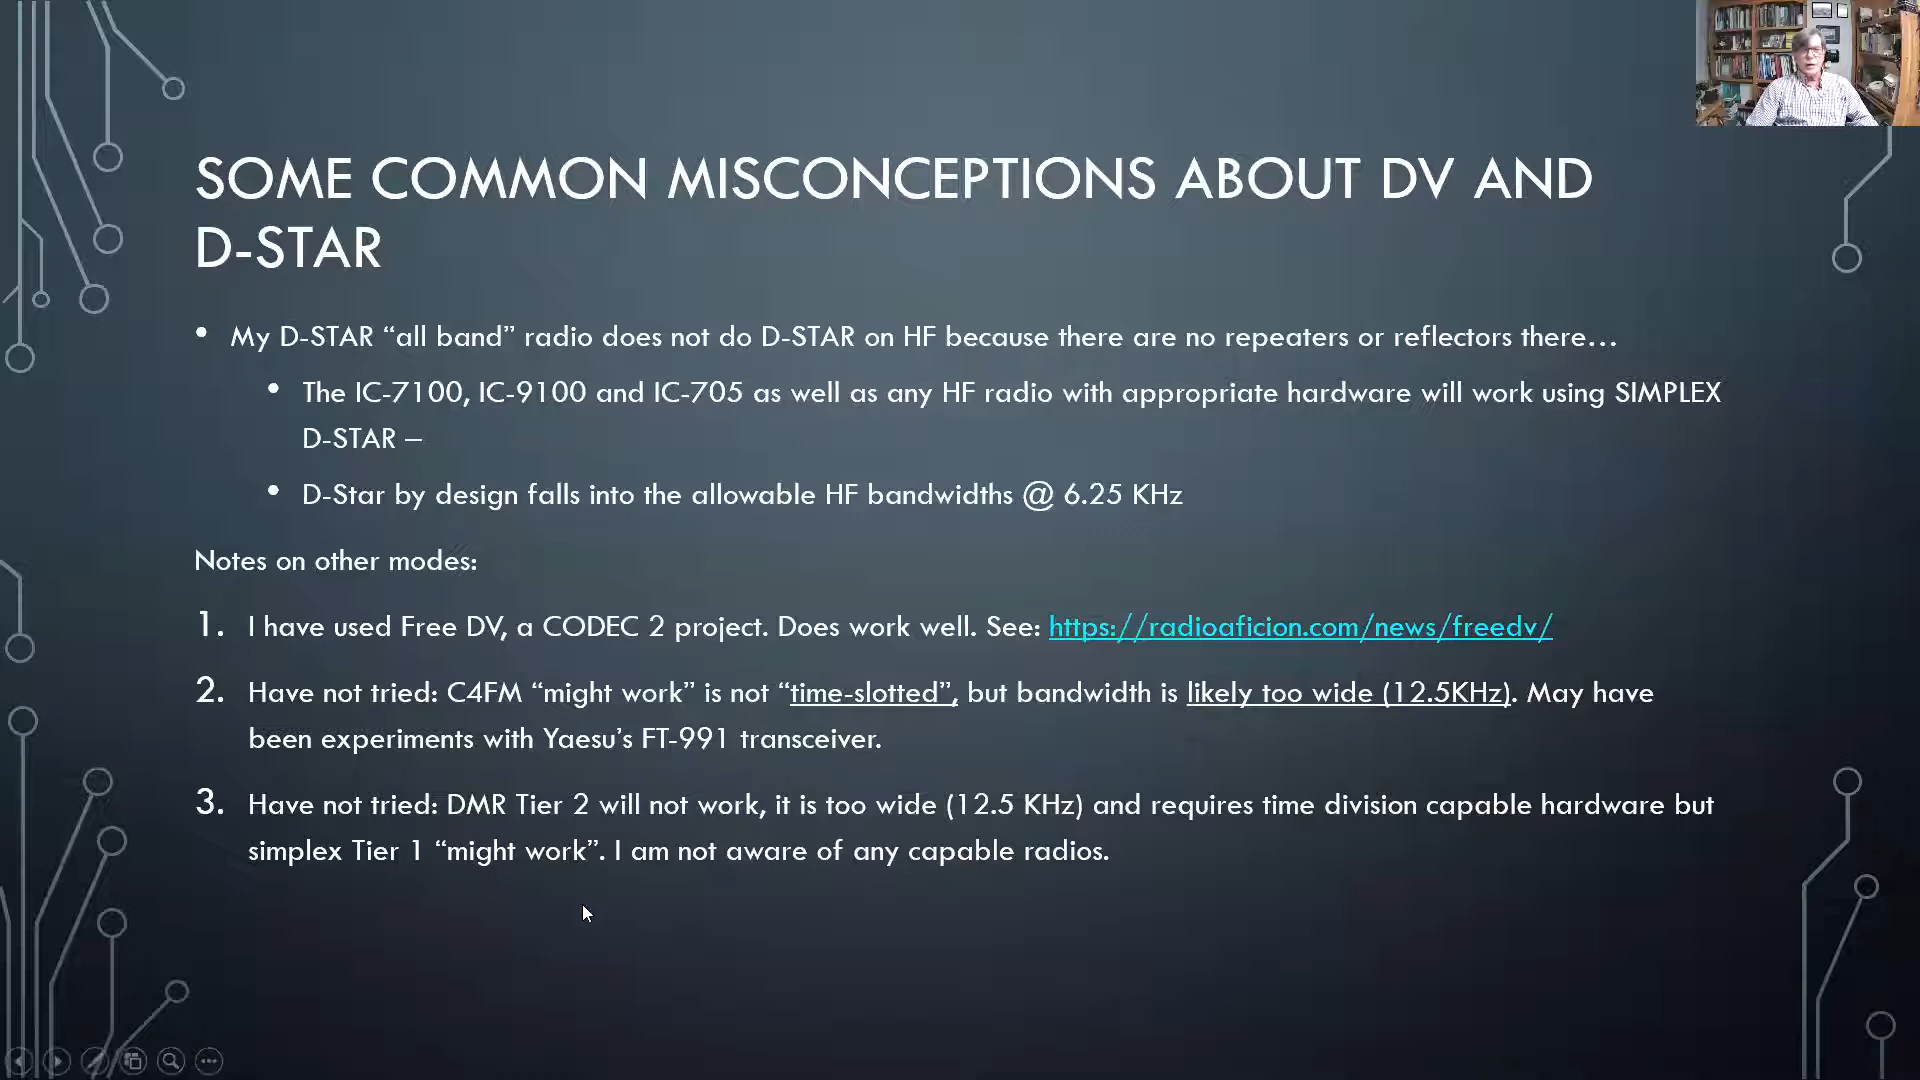 SOME COMMON MISCONCEPTIONS ABOUT DV AND
D-STAR
• My D-STAR “all band” radio does not do D-STAR on HF because there are no repeaters or reflectors there…
• The IC-7100, IC-9100 and IC-705 as well as any HF radio with appropriate hardware will work using SIMPLEX
D-STAR –
• D-Star by design falls into the allowable HF bandwidths @ 6.25 KHz
Notes on other modes:
1. I have used Free DV, a CODEC 2 project. Does work well. See: https://radioaficion.com/news/freedv/
2. Have not tried: C4FM “might work” is not “time-slotted”, but bandwidth is likely too wide (12.5KHz). May have
been experiments with Yaesu’s FT-991 transceiver.
3. Have not tried: DMR Tier 2 will not work, it is too wide (12.5 KHz) and requires time division capable hardware but
simplex Tier 1 “might work”. I am not aware of any capable radios.